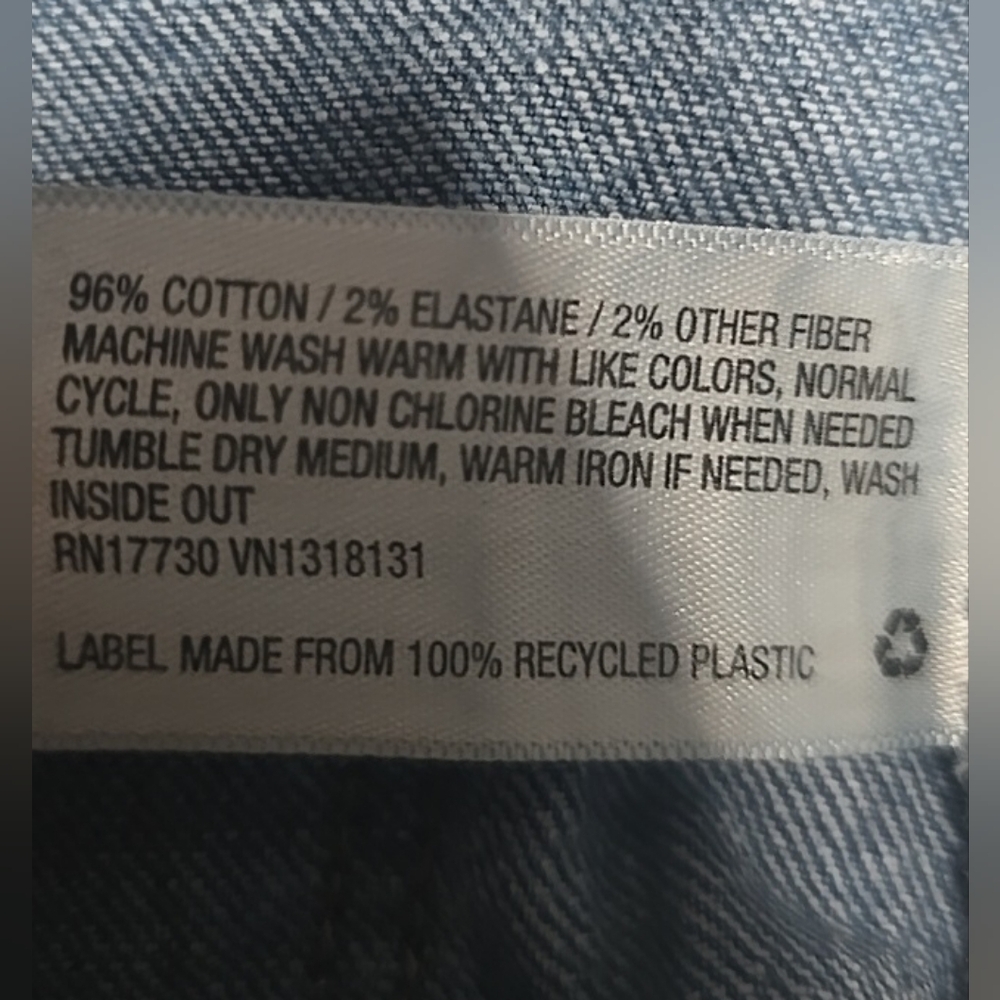 96% COTTON / 2% ELASTANE / 2% OTHER FIBER
MACHINE WASH WARM WITH LIKE COLORS, NORMAL
CYCLE, ONLY NON CHLORINE BLEACH WHEN NEEDED
TUMBLE DRY MEDIUM, WARM IRON IF NEEDED, WASH
INSIDE OUT
RN17730 VN1318131
LABEL MADE FROM 100% RECYCLED PLASTIC